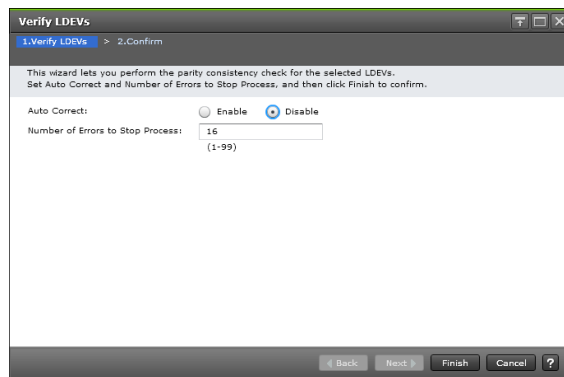 Verify LDEVs
1.Verify LDEVs > 2.Confirm
This wizard lets you perform the parity consistency check for the selected LDEVs.
Set Auto Correct and Number of Errors to Stop Process, and then click Finish to confirm.
Auto Correct: Enable Disable
Number of Errors to Stop Process: 16
(1-99)
Back Next Finish Cancel ?